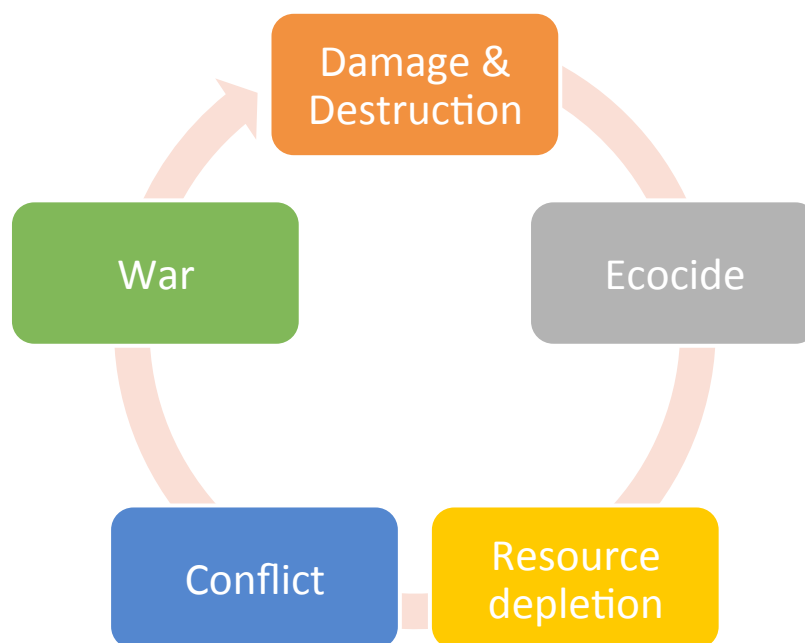 Damage &
Destruction
Ecocide
Resource
depletion
Conflict
War